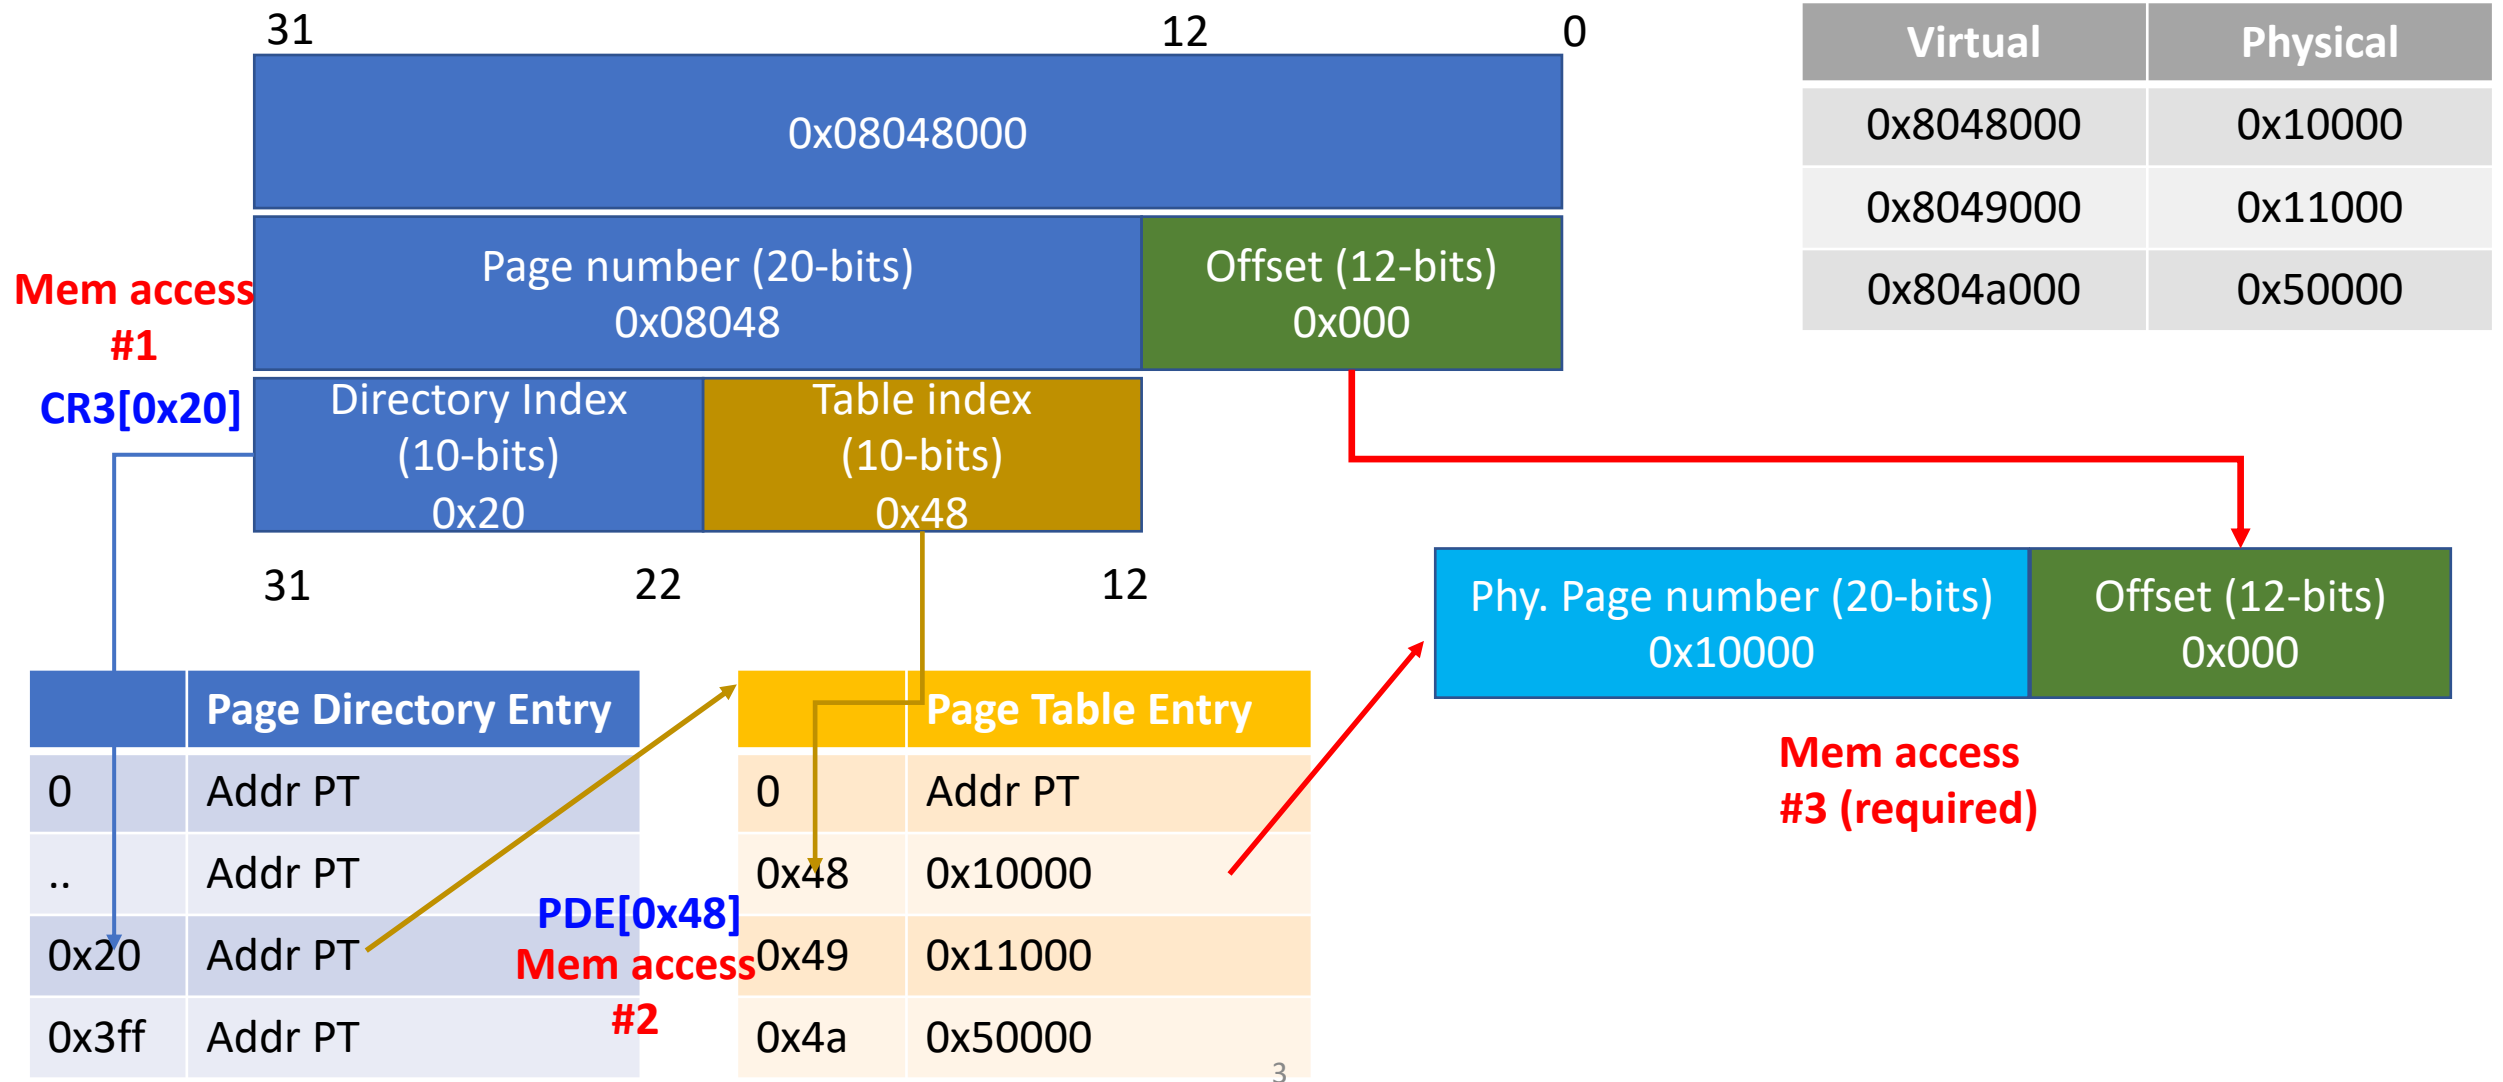 31
12
0
0x08048000
Page number (20-bits)
0x08048
Offset (12-bits)
0x000
Mem access
#1
CR3[0x20]
Directory Index
(10-bits)
0x20
Table index
(10-bits)
0x48
31
22
12
Virtual Physical
0x8048000 0x10000
0x8049000 0x11000
0x804a000 0x50000
Phy. Page number (20-bits)
0x10000
Offset (12-bits)
0x000
Mem access
#3 (required)
Page Directory Entry
0 Addr PT
.. Addr PT
0x20 Addr PT
0x3ff Addr PT
PDE[0x48]
Mem access
#2
Page Table Entry
0 Addr PT
0x48 0x10000
0x49 0x11000
0x4a 0x50000
3